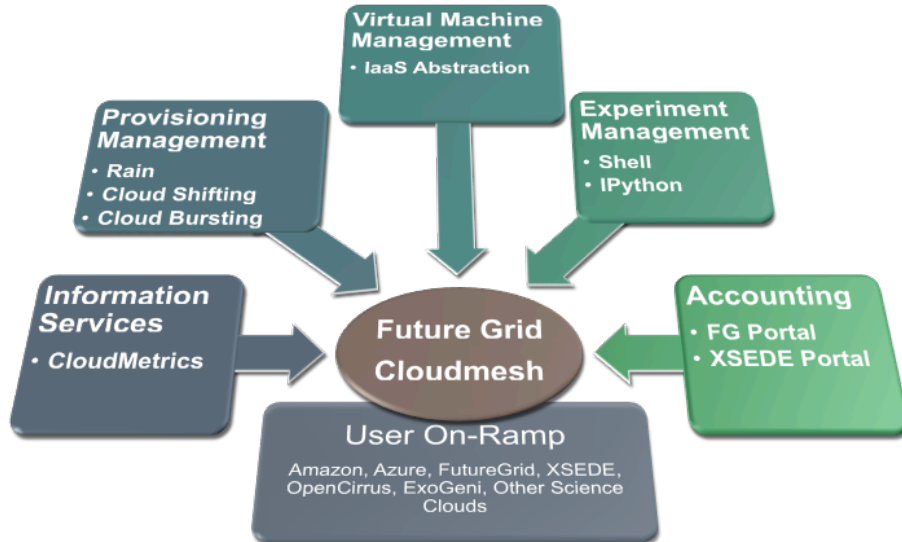 Virtual Machine
Management
• IaaS Abstraction
Provisioning
Management
• Rain
• Cloud Shifting
• Cloud Bursting
Experiment
Management
• Shell
• IPython
Information
Services
• CloudMetrics
Accounting
• FG Portal
• XSEDE Portal
Future Grid
Cloudmesh
User On-Ramp
Amazon, Azure, FutureGrid, XSEDE,
OpenCirrus, ExoGeni, Other Science
Clouds